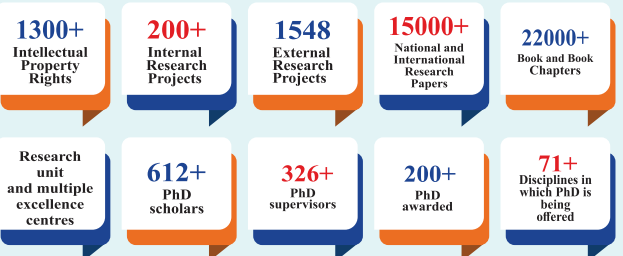 1300+
Intellectual
Property
Rights
200+
Internal
Research
Projects
1548
External
Research
Projects
15000+
National and
International
Research
Papers
22000+
Book and Book
Chapters
Research
unit
and multiple
excellence
centres
612+
PhD
scholars
326+
PhD
supervisors
200+
PhD
awarded
71+
Disciplines in
which PhD is
being
offered